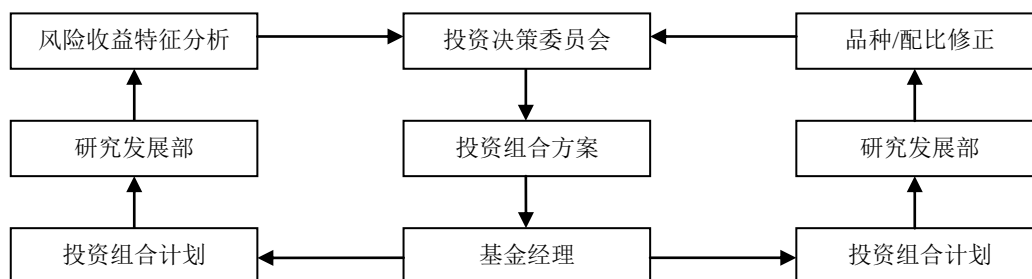 风险收益特征分析
投资决策委员会
品种/配比修正
研究发展部
投资组合方案
研究发展部
投资组合计划
基金经理
投资组合计划